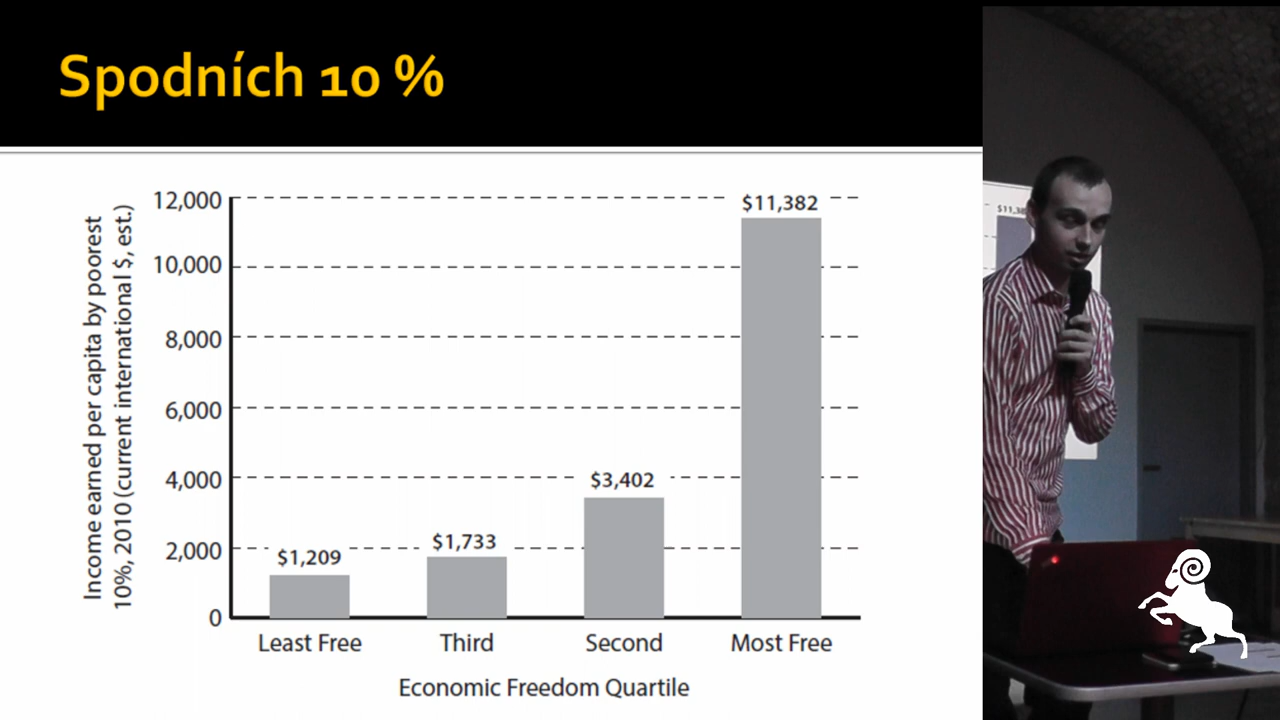 Spodních 10 %
Income earned per capita by poorest
10%, 2010 (current international $, est.)
12,000
10,000
8,000
6,000
4,000
2,000
0
$1,209
$1,733
$3,402
$11,382
Least Free
Third
Second
Most Free
Economic Freedom Quartile